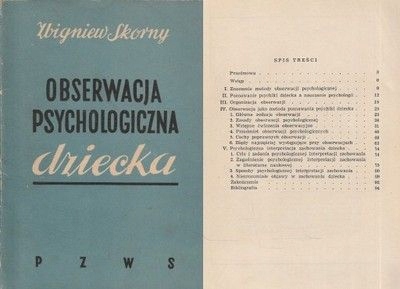 Zbigniew Skorny
OBSERWACJA
PSYCHOLOGICZNA
dziecka
PZWS
SPIS TREŚCI
Przedmowa
Wstęp
I. Znaczenie metody obserwacji psychologicznej
II. Poznawanie psychiki dziecka a nauczanie psychologii
III. Organizacja obserwacji
IV. Obserwacja jako metoda poznawania psychiki dziecka
1. Główne rodzaje obserwacji
2. Zasady obserwacji psychologicznej
3. Wstępne ćwiczenia obserwacyjne
4. Przedmiot obserwacji psychologicznych
5. Cechy poprawnych obserwacji
6. Błędy najczęściej występujące przy obserwacjach
V. Psychologiczna interpretacja zachowania dziecka
1. Cele i zadania psychologicznej interpretacji zachowania
2. Zagadnienie psychologicznej interpretacji zachowania
w literaturze naukowej
3. Sposoby psychologicznej interpretacji zachowania
4. Niezrozumiałe objawy w zachowaniu dziecka
Zakończenie
Bibliografia